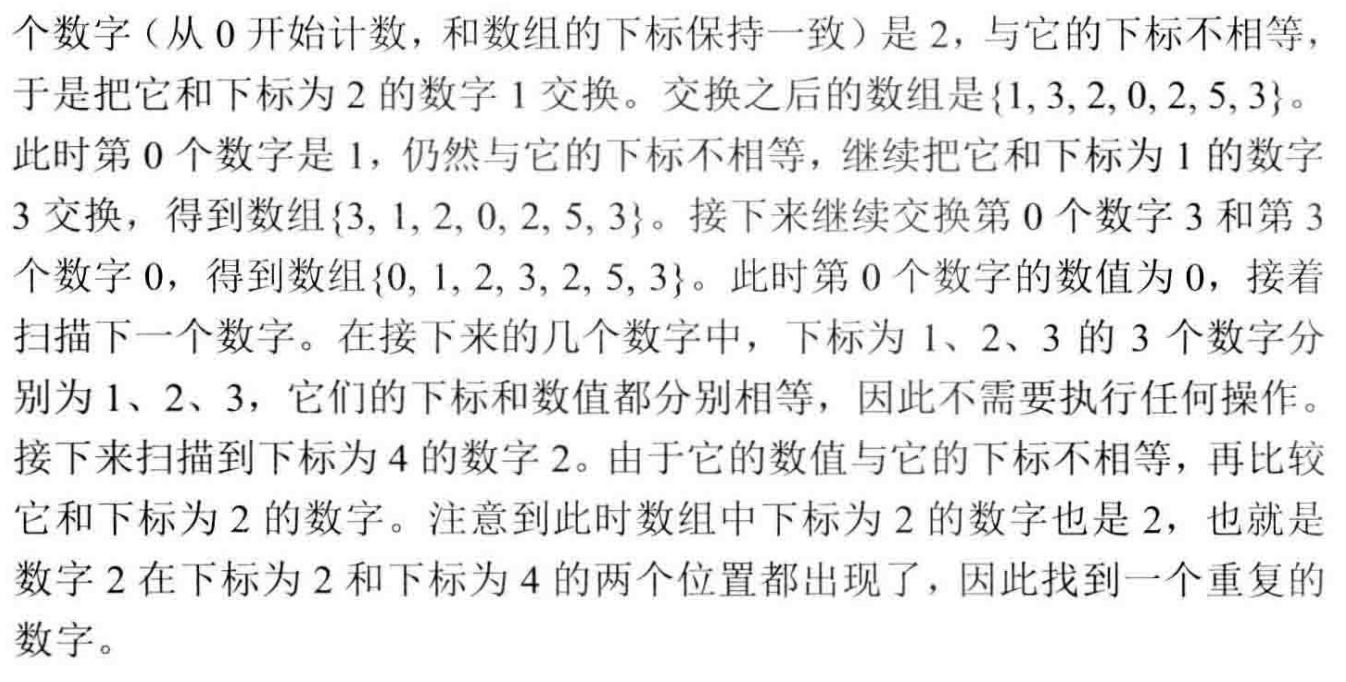 个数字（从 0 开始计数，和数组的下标保持一致）是 2，与它的下标不相等，
于是把它和下标为 2 的数字 1 交换。交换之后的数组是{1, 3, 2, 0, 2, 5, 3}。
此时第 0 个数字是 1，仍然与它的下标不相等，继续把它和下标为 1 的数字
3 交换，得到数组{3, 1, 2, 0, 2, 5, 3}。接下来继续交换第 0 个数字 3 和第 3
个数字 0，得到数组{0, 1, 2, 3, 2, 5, 3}。此时第 0 个数字的数值为 0，接着
扫描下一个数字。在接下来的几个数字中，下标为 1、2、3 的 3 个数字分
别为 1、2、3，它们的下标和数值都分别相等，因此不需要执行任何操作。
接下来扫描到下标为 4 的数字 2。由于它的数值与它的下标不相等，再比较
它和下标为 2 的数字。注意到此时数组中下标为 2 的数字也是 2，也就是
数字 2 在下标为 2 和下标为 4 的两个位置都出现了，因此找到一个重复的
数字。